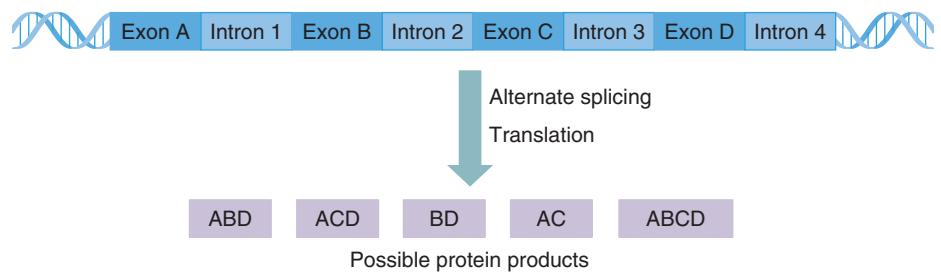 Exon A Intron 1 Exon B Intron 2 Exon C Intron 3 Exon D Intron 4
Alternate splicing
Translation
ABD ACD BD AC ABCD
Possible protein products